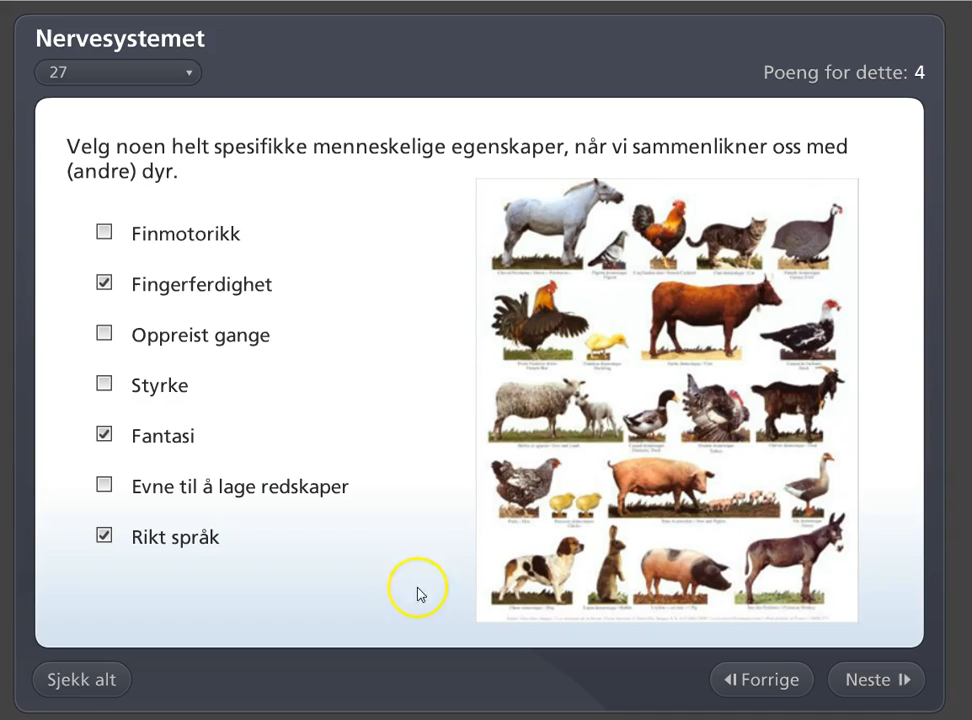 Nervesystemet
27
Poeng for dette: 4
Velg noen helt spesifikke menneskelige egenskaper, når vi sammenlikner oss med
(andre) dyr.
Finmotorikk
Fingerferdighet
Oppreist gange
Styrke
Fantasi
Evne til å lage redskaper
Rikt språk
Sjekk alt
Forrige
Neste